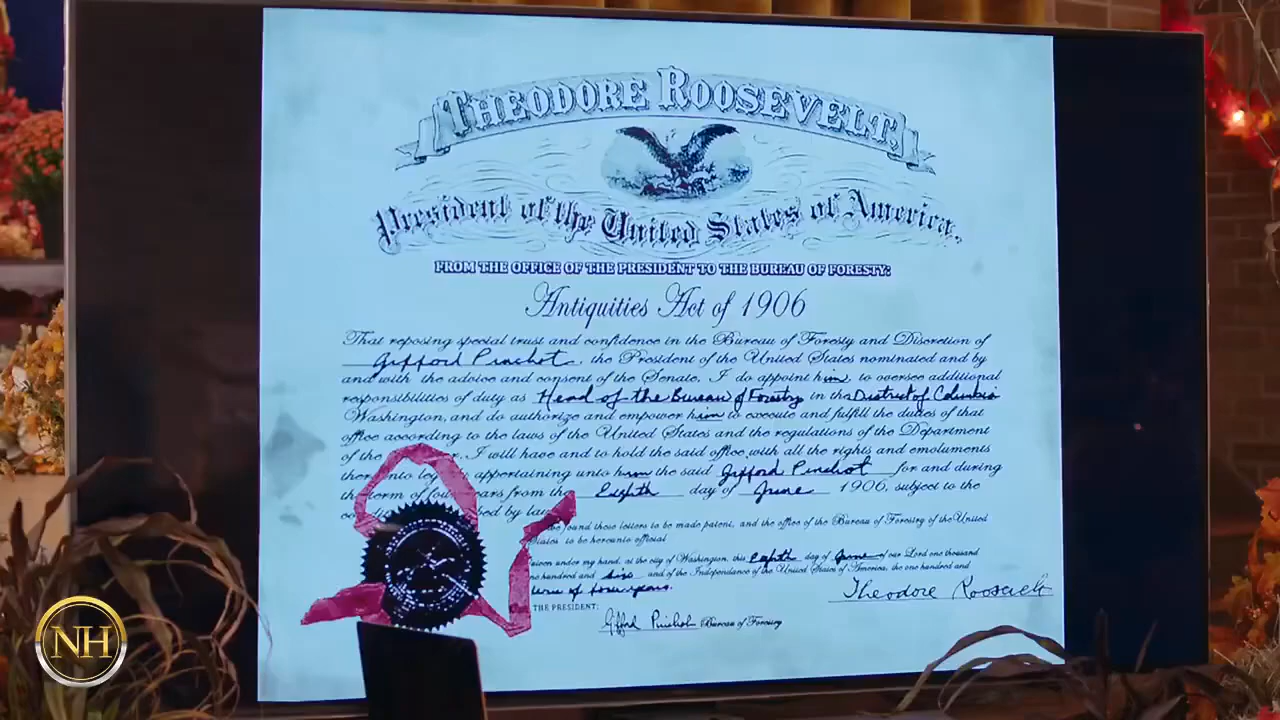 THEODORE ROOSEVELT,
President of the United States of America.
FROM THE OFFICE OF THE PRESIDENT TO THE BUREAU OF FORESTY:
Antiquities Act of 1906
That reposing special trust and confidence in the Bureau of Foresty and Discretion of
Gifford Pinchot, the President of the United States nominated and by
and with the advice and consent of the Senate, I do appoint him, to oversee additional
responsibilities of duty as Head of the Bureau of Forestry in the District of Columbia
Washington, and do authorize and empower him to execute and fulfill the duties of that
office according to the laws of the United States and the regulations of the Department
of the I will have and to hold the said office with all the rights and emoluments
appertaining unto him the said Gifford Pinchot for and during
the term of from the Eighth day of June 1906, subject to the
by law
found these letters to be made patent, and the office of the Bureau of Forestry of the United
States to be hereunto official
under my hand, at the city of Washington, this eighth day of June of our Lord one thousand
hundred and six and of the Independance of the United States of America, the one hundred and
term of four years.
THE PRESIDENT:
Theodore Roosevelt
Gifford Pinchot Bureau of Forestry
NH